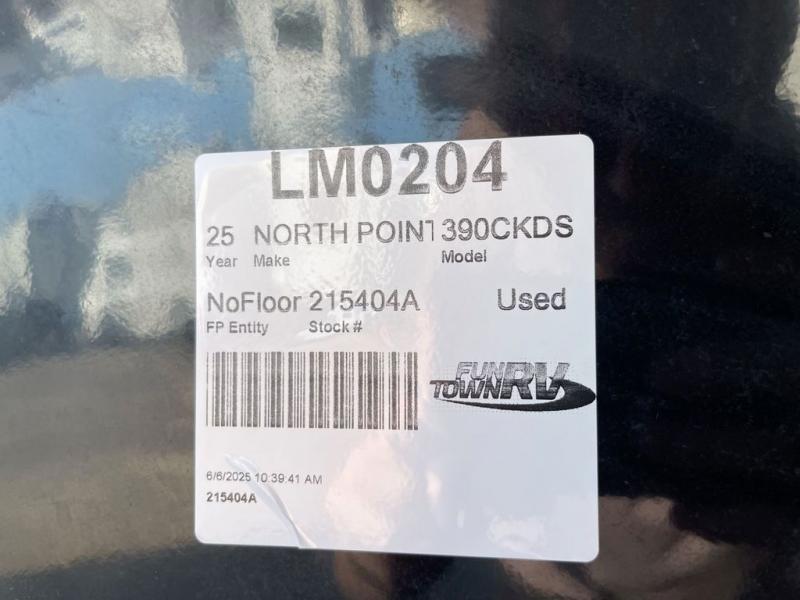 LM0204
25 NORTH POINT 390CKDS
Year Make Model
NoFloor 215404A Used
FP Entity Stock #
FUN
TOWN RV
6/6/2025 10:39:41 AM
215404A